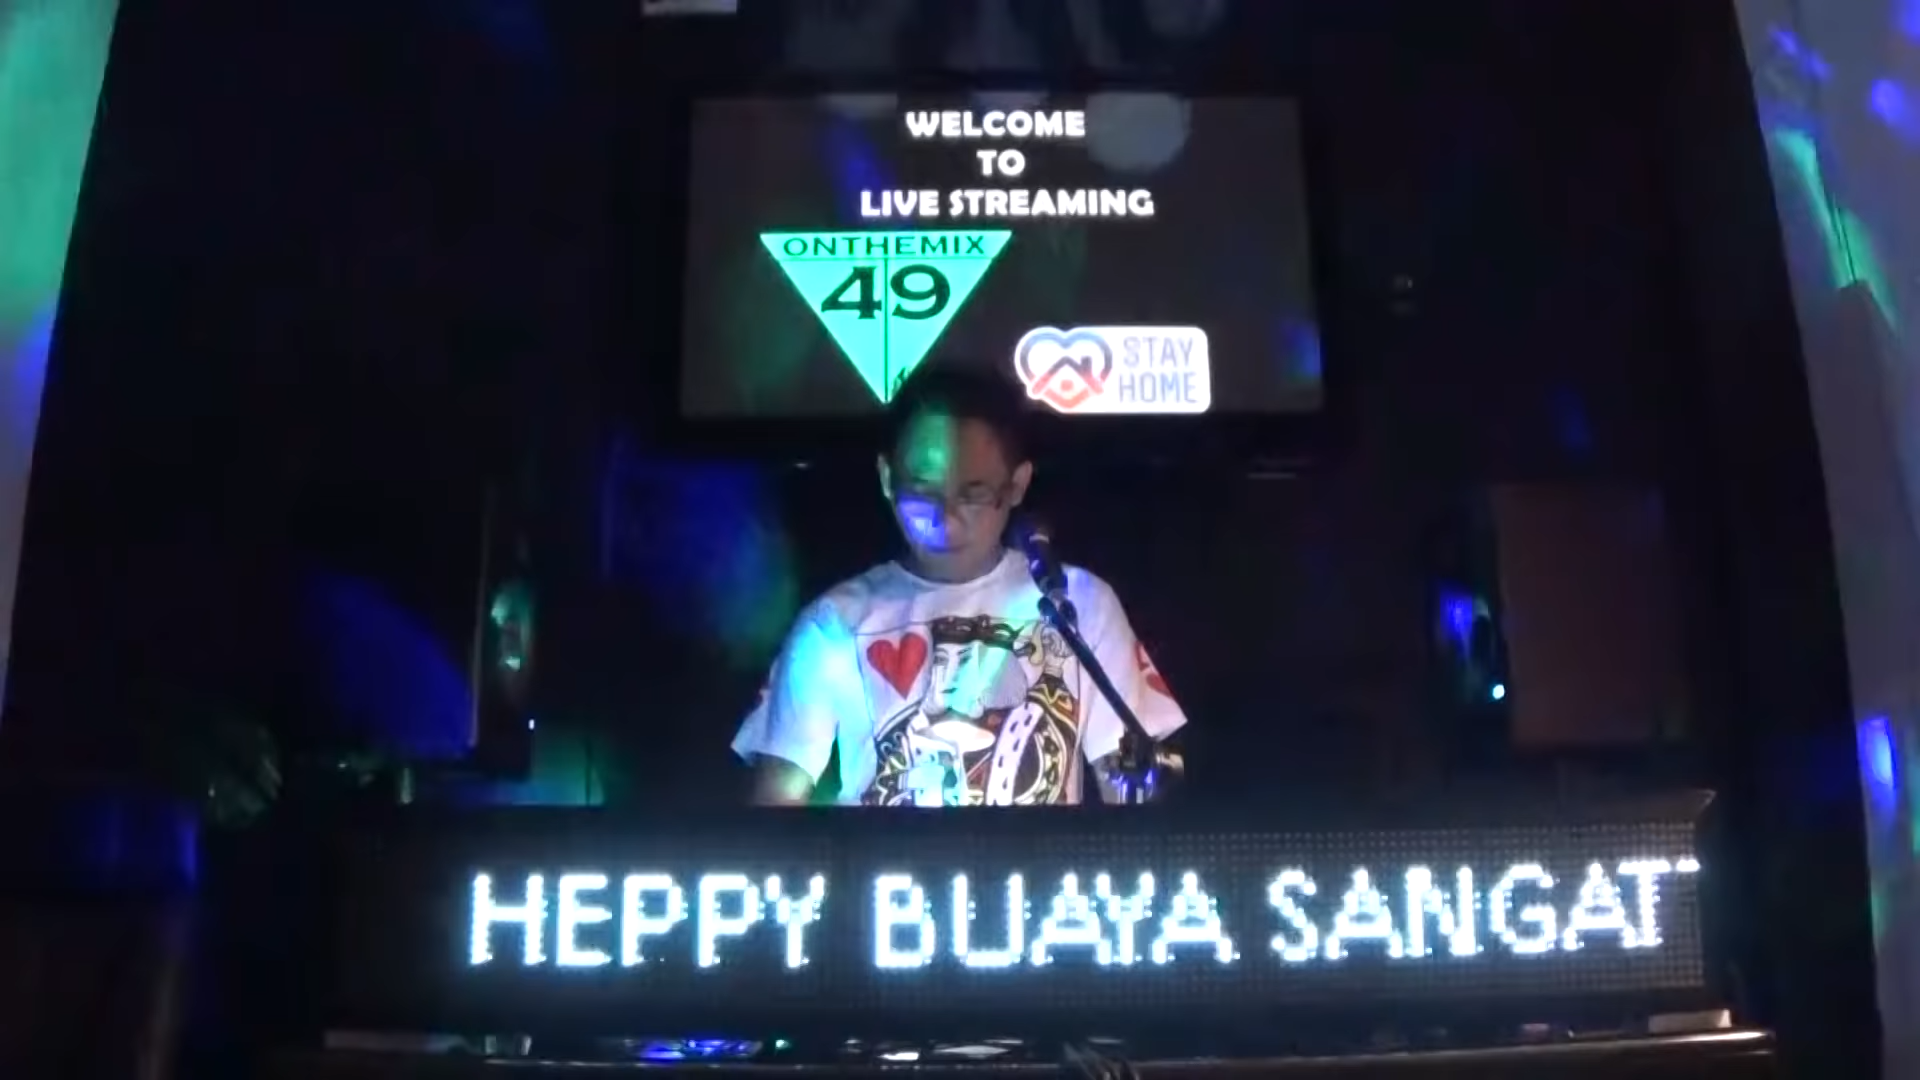 WELCOME
TO
LIVE STREAMING
ONTHEMIX
49
STAY
HOME
HEPPY BUAYA SANGAT